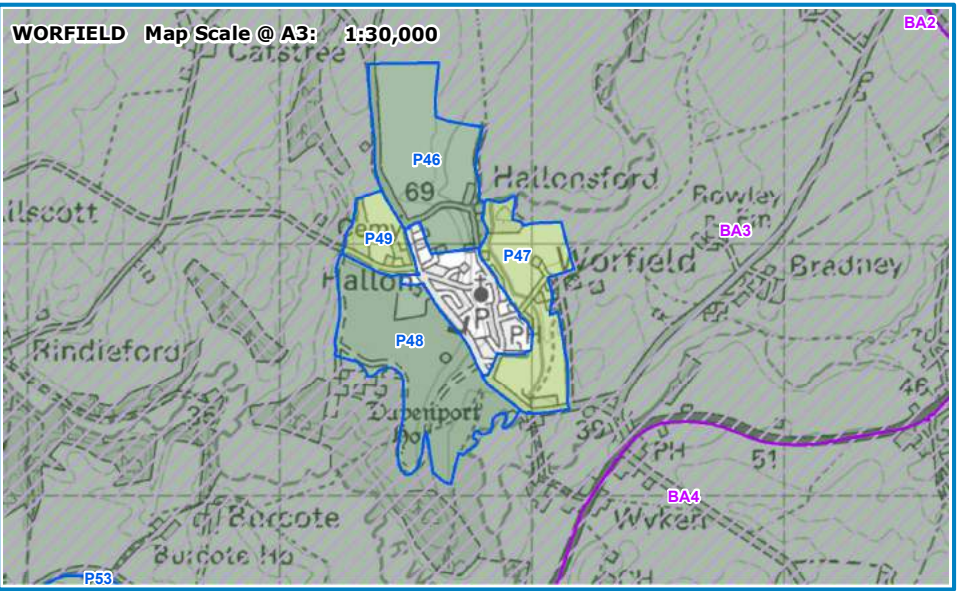 WORFIELD Map Scale @ A3: 1:30,000
BA2
Catstree
P46
69
Hallonsford
Rowley
BA3
P49
P47
Worfield
Bradney
Hallon
P
PH
P48
Rindleford
46
Davenport
39
PH
51
BA4
Burcote
Wyken
Burcote Ho
P53